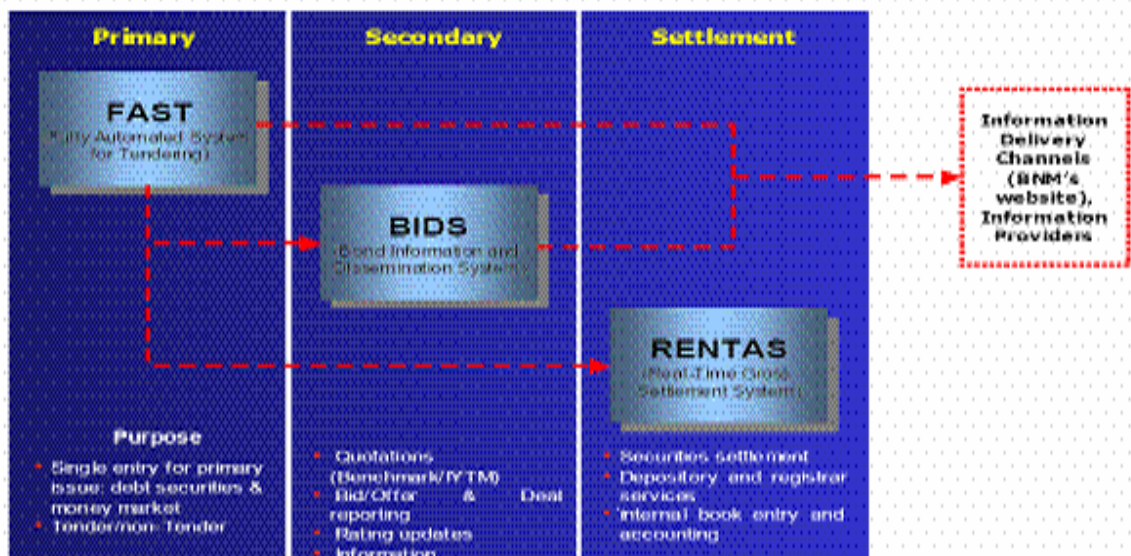 Primary
FAST
(Fully Automated System
for Tendering)
Purpose
• Single entry for primary
issue: debt securities &
money market
• Tender/non-Tender
Secondary
BIDS
(Bond Information and
Dissemination System)
• Quotations
(Benchmark/IYTM)
• Bid/Offer & Deal
reporting
• Rating updates
• Information
Settlement
RENTAS
(Real-Time Gross
Settlement System)
• Securities settlement
• Depository and registrar
services
• Internal book entry and
accounting
Information
Delivery
Channels
(BNM's
website),
Information
Providers